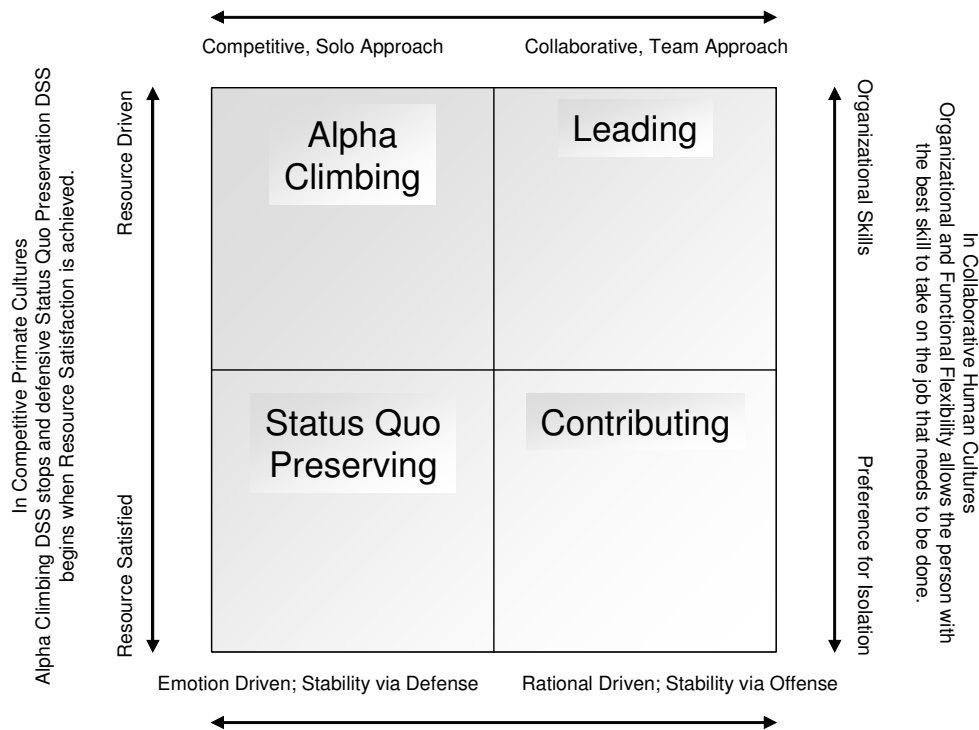 Competitive, Solo Approach
Collaborative, Team Approach
In Competitive Primate Cultures
Alpha Climbing DSS stops and defensive Status Quo Preservation DSS
begins when Resource Satisfaction is achieved.
Resource Driven
Resource Satisfied
Alpha
Climbing
Leading
Status Quo
Preserving
Contributing
Organizational Skills
Preference for Isolation
In Collaborative Human Cultures
Organizational and Functional Flexibility allows the person with
the best skill to take on the job that needs to be done.
Emotion Driven; Stability via Defense
Rational Driven; Stability via Offense